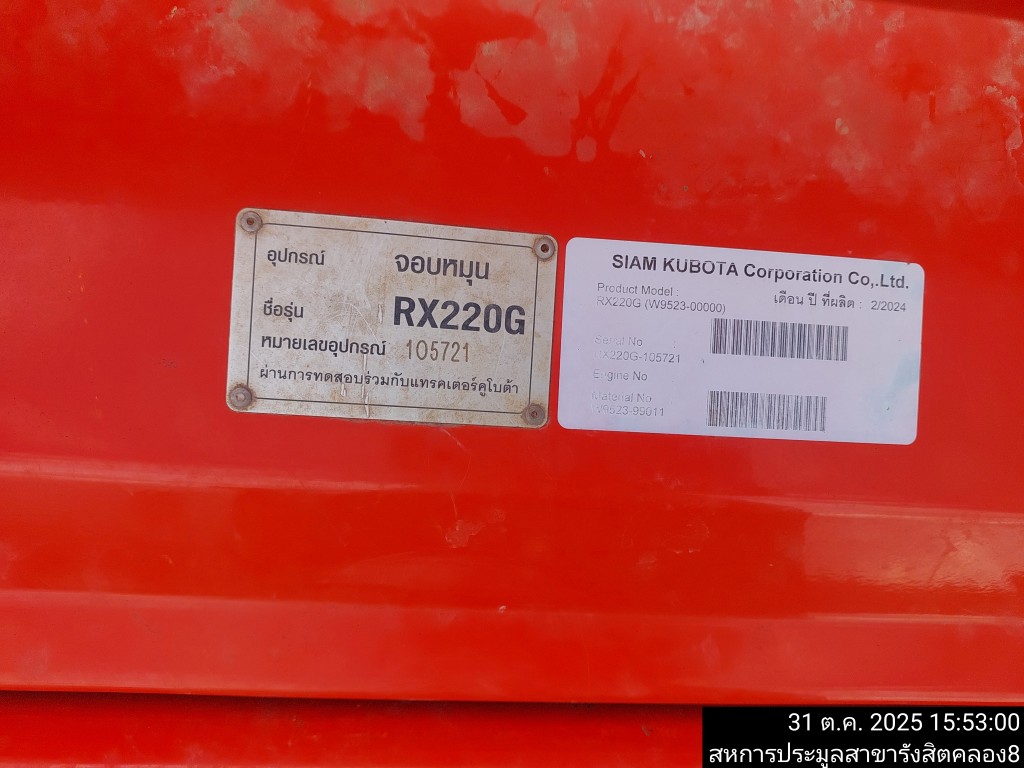 อุปกรณ์ จอบหมุน
ชื่อรุ่น RX220G
หมายเลขอุปกรณ์ 105721
ผ่านการทดสอบร่วมกับแทรคเตอร์คูโบต้า
SIAM KUBOTA Corporation Co,.Ltd.
Product Model :
RX220G (W9523-00000) เดือน ปี ที่ผลิต : 2/2024
Serial No :
RX220G-105721
Engine No
Material No
W9523-99011
31 ต.ค. 2025 15:53:00
สหการประมูลสาขารังสิตคลอง8